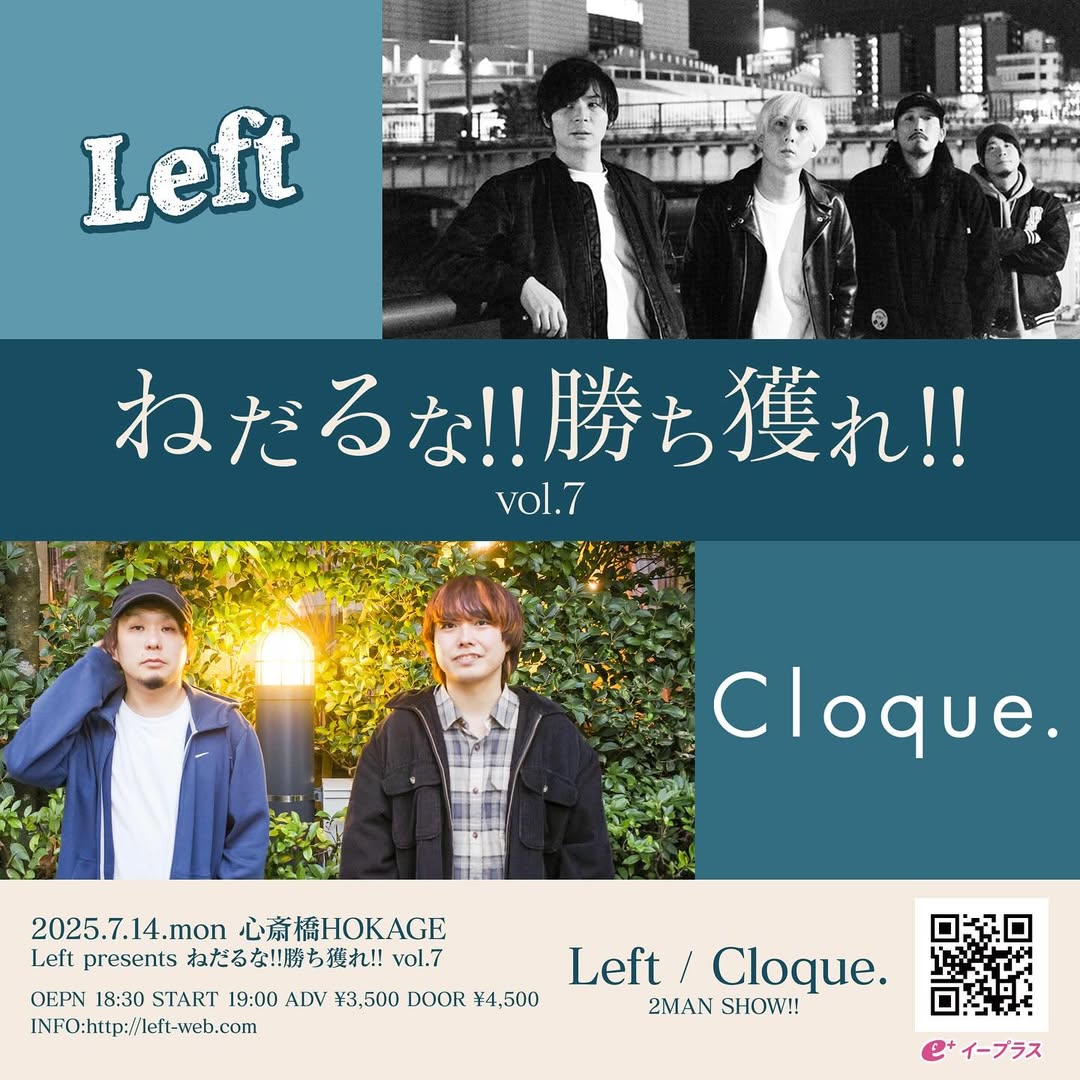 Left
ねだるな!!勝ち獲れ!!
vol.7
Cloque.
2025.7.14.mon 心斎橋HOKAGE
Left presents ねだるな!!勝ち獲れ!! vol.7
OEPN 18:30 START 19:00 ADV ¥3,500 DOOR ¥4,500
INFO:http://left-web.com
Left / Cloque.
2MAN SHOW!!
e+ イープラス